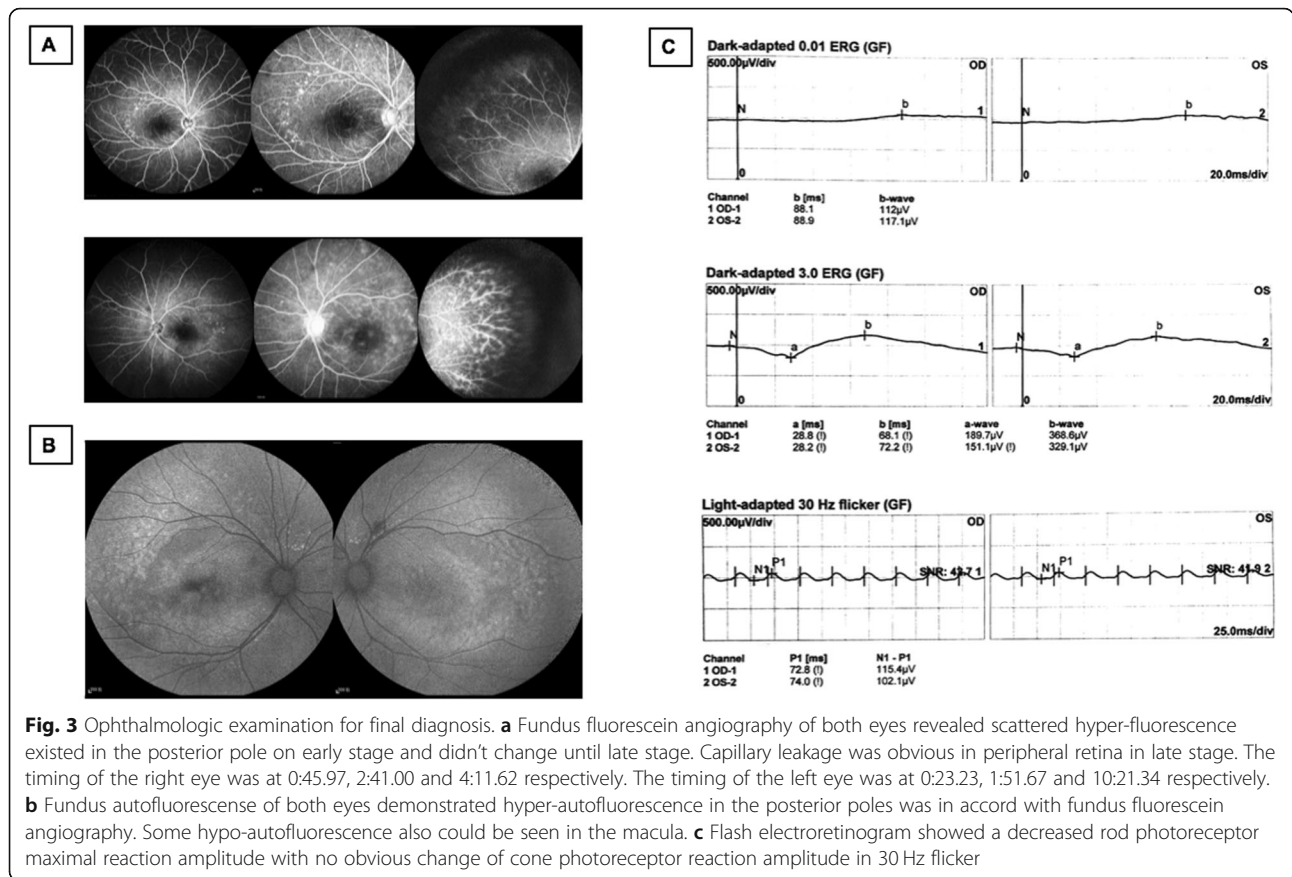 A
B
C
Dark-adapted 0.01 ERG (GF)
500.00µV/div
OD
OS
N
b
1
N
b
2
0
0
20.0ms/div
Channel b [ms] b-wave
1 OD-1 88.1 112µV
2 OS-2 88.9 117.1µV
Dark-adapted 3.0 ERG (GF)
500.00µV/div
OD
OS
N
a
b
1
N
a
b
2
0
0
20.0ms/div
Channel a [ms] b [ms] a-wave b-wave
1 OD-1 28.8 (!) 68.1 (!) 189.7µV 368.6µV
2 OS-2 28.2 (!) 72.2 (!) 151.1µV (!) 329.1µV
Light-adapted 30 Hz flicker (GF)
500.00µV/div
OD
OS
N1
P1
SNR: 43.7 1
N1
P1
SNR: 41.9 2
25.0ms/div
Channel P1 [ms] N1 - P1
1 OD-1 72.8 (!) 115.4µV
2 OS-2 74.0 (!) 102.1µV
Fig. 3 Ophthalmologic examination for final diagnosis. a Fundus fluorescein angiography of both eyes revealed scattered hyper-fluorescence
existed in the posterior pole on early stage and didn't change until late stage. Capillary leakage was obvious in peripheral retina in late stage. The
timing of the right eye was at 0:45.97, 2:41.00 and 4:11.62 respectively. The timing of the left eye was at 0:23.23, 1:51.67 and 10:21.34 respectively.
b Fundus autofluorescense of both eyes demonstrated hyper-autofluorescence in the posterior poles was in accord with fundus fluorescein
angiography. Some hypo-autofluorescence also could be seen in the macula. c Flash electroretinogram showed a decreased rod photoreceptor
maximal reaction amplitude with no obvious change of cone photoreceptor reaction amplitude in 30 Hz flicker